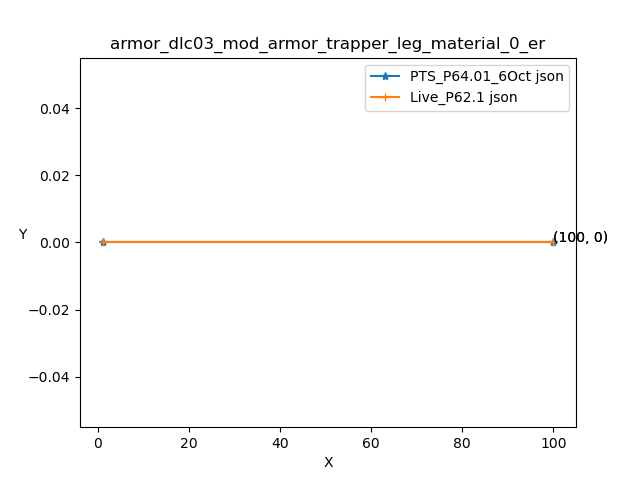 armor_dlc03_mod_armor_trapper_leg_material_0_er
PTS_P64.01_6Oct json
Live_P62.1 json
0.04
0.02
0.00
−0.02
−0.04
Y
(100, 0)
0
20
40
60
80
100
X